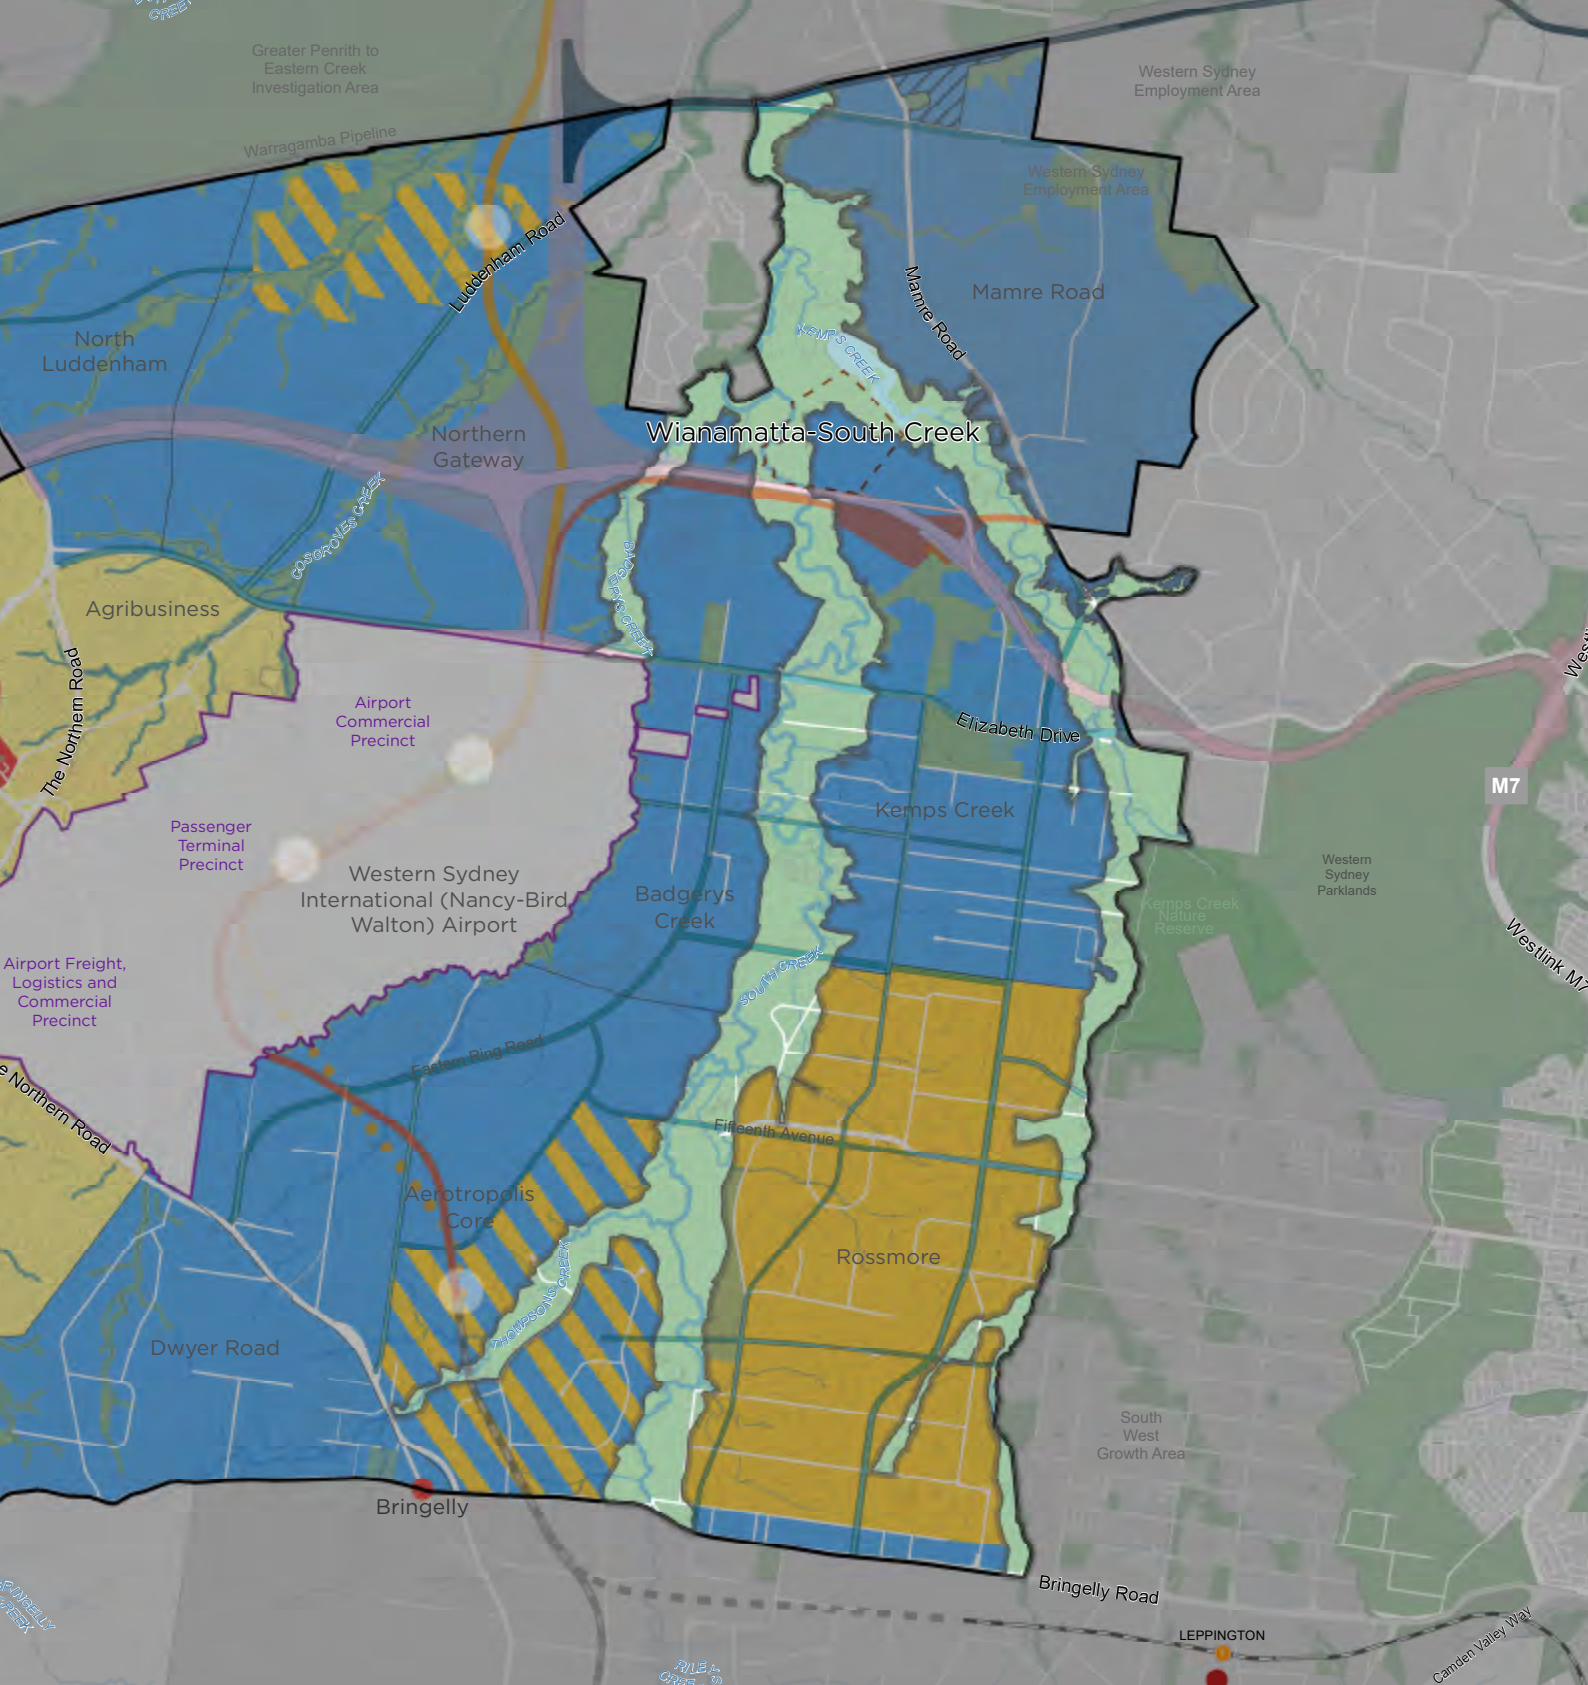 CREEK
Greater Penrith to
Eastern Creek
Investigation Area
Western Sydney
Employment Area
Warragamba Pipeline
Western Sydney
Employment Area
Luddenham Road
Mamre Road
Mamre Road
North
Luddenham
KEMPS CREEK
Northern
Gateway
Wianamatta-South Creek
COSGROVES CREEK
BADGERYS CREEK
Agribusiness
The Northern Road
Airport
Commercial
Precinct
Elizabeth Drive
M7
Kemps Creek
Passenger
Terminal
Precinct
Western Sydney
International (Nancy-Bird
Walton) Airport
Badgerys
Creek
Western
Sydney
Parklands
Kemps Creek
Nature
Reserve
Westlink M7
Airport Freight,
Logistics and
Commercial
Precinct
SOUTH CREEK
Eastern Ring Road
e Northern Road
Fifteenth Avenue
Aerotropolis
Core
Rossmore
THOMPSONS CREEK
Dwyer Road
South
West
Growth Area
Bringelly
Bringelly Road
LEPPINGTON
Camden Valley Way